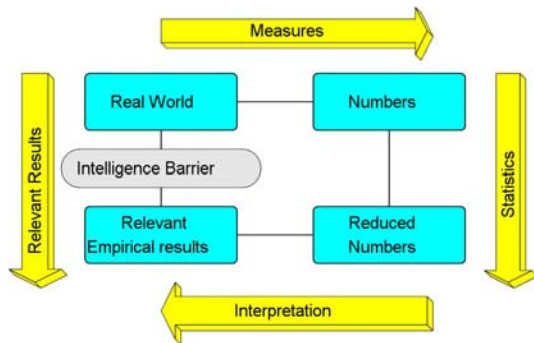 Measures
Real World
Numbers
Relevant Results
Intelligence Barrier
Statistics
Relevant
Empirical results
Reduced
Numbers
Interpretation